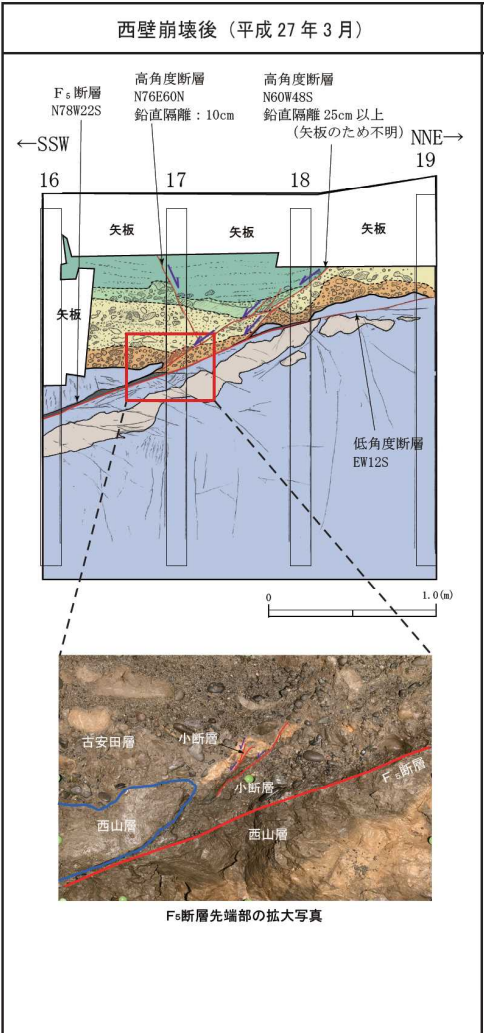 西壁崩壊後（平成27年3月）
F₅断層
N78W22S
高角度断層
N76E60N
鉛直隔離：10cm
高角度断層
N60W48S
鉛直隔離25cm以上
（矢板のため不明）
←SSW
NNE→
16
17
18
19
矢板
矢板
矢板
矢板
低角度断層
EW12S
0
1.0(m)
古安田層
小断層
F₅断層
小断層
西山層
西山層
F₅断層先端部の拡大写真